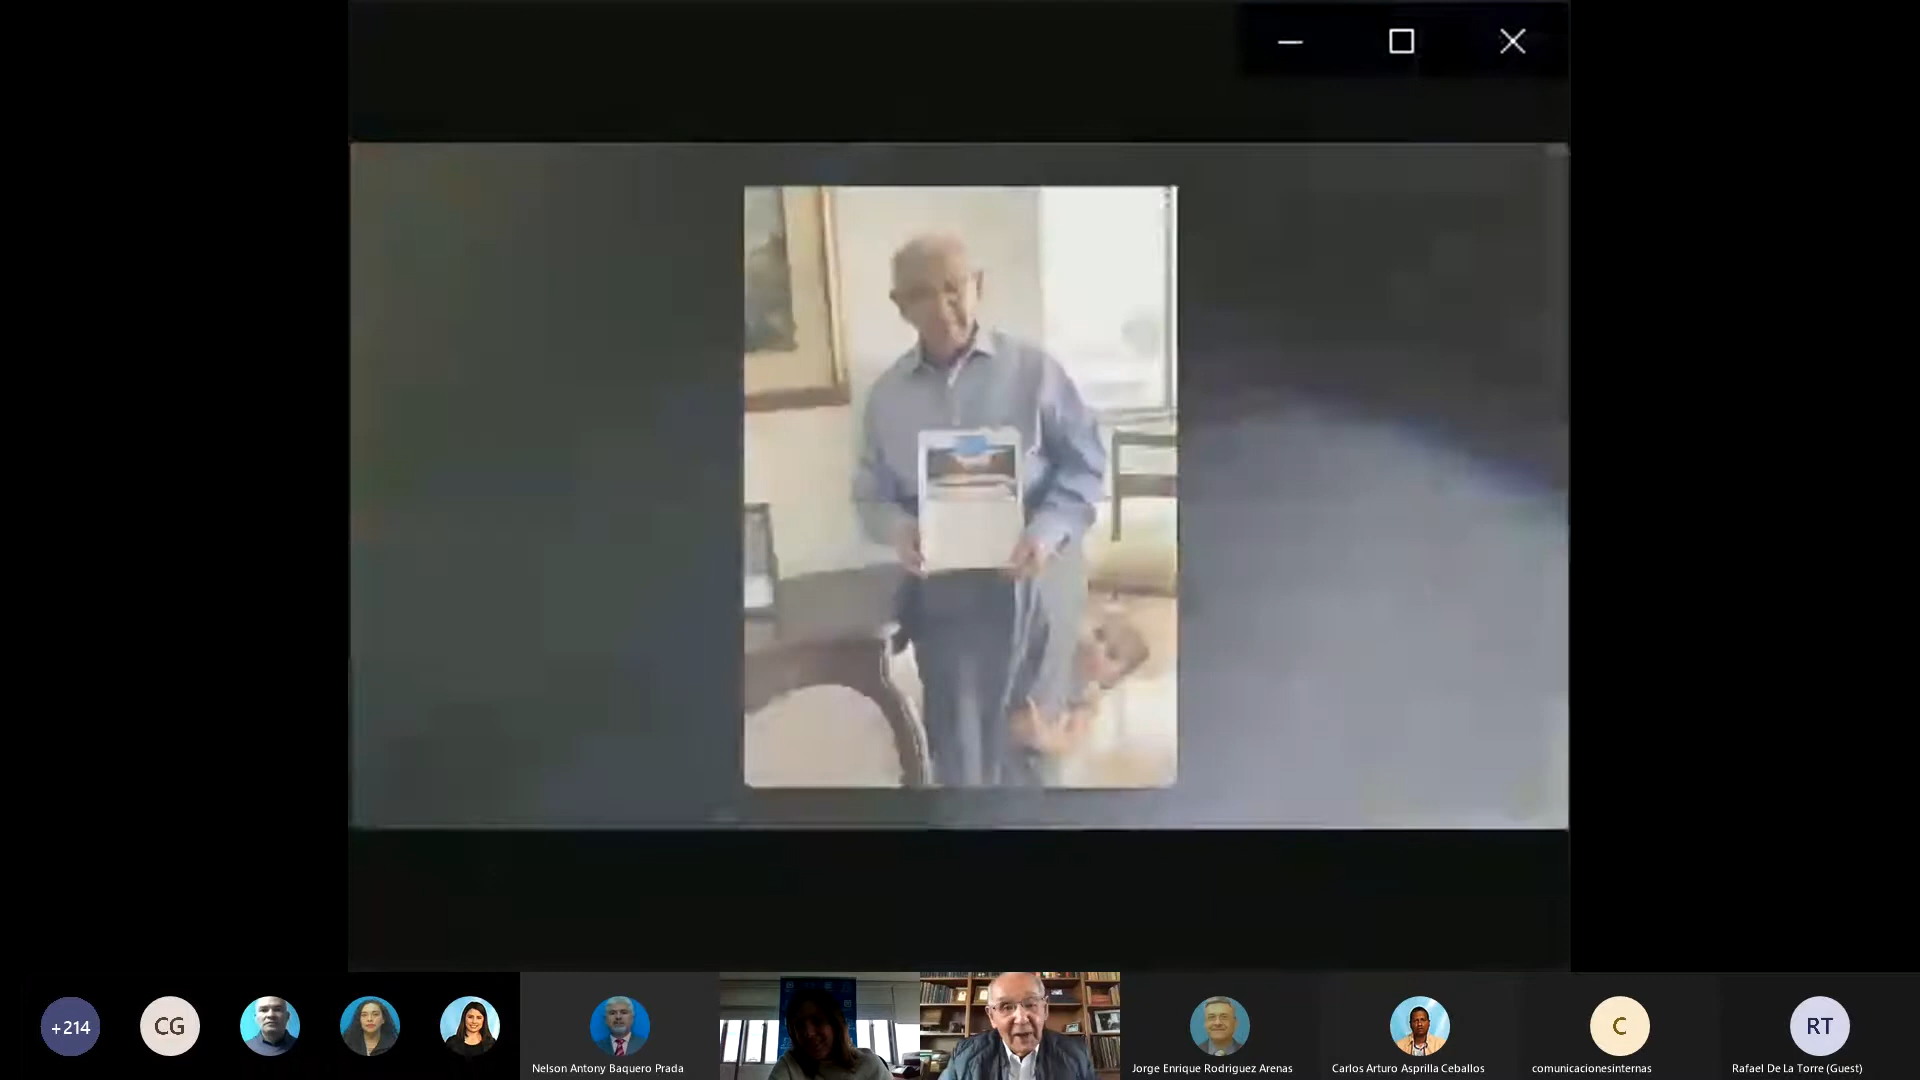 +214
CG
Nelson Antony Baquero Prada
Jorge Enrique Rodriguez Arenas
Carlos Arturo Asprilla Ceballos
C
comunicacionesinternas
RT
Rafael De La Torre (Guest)